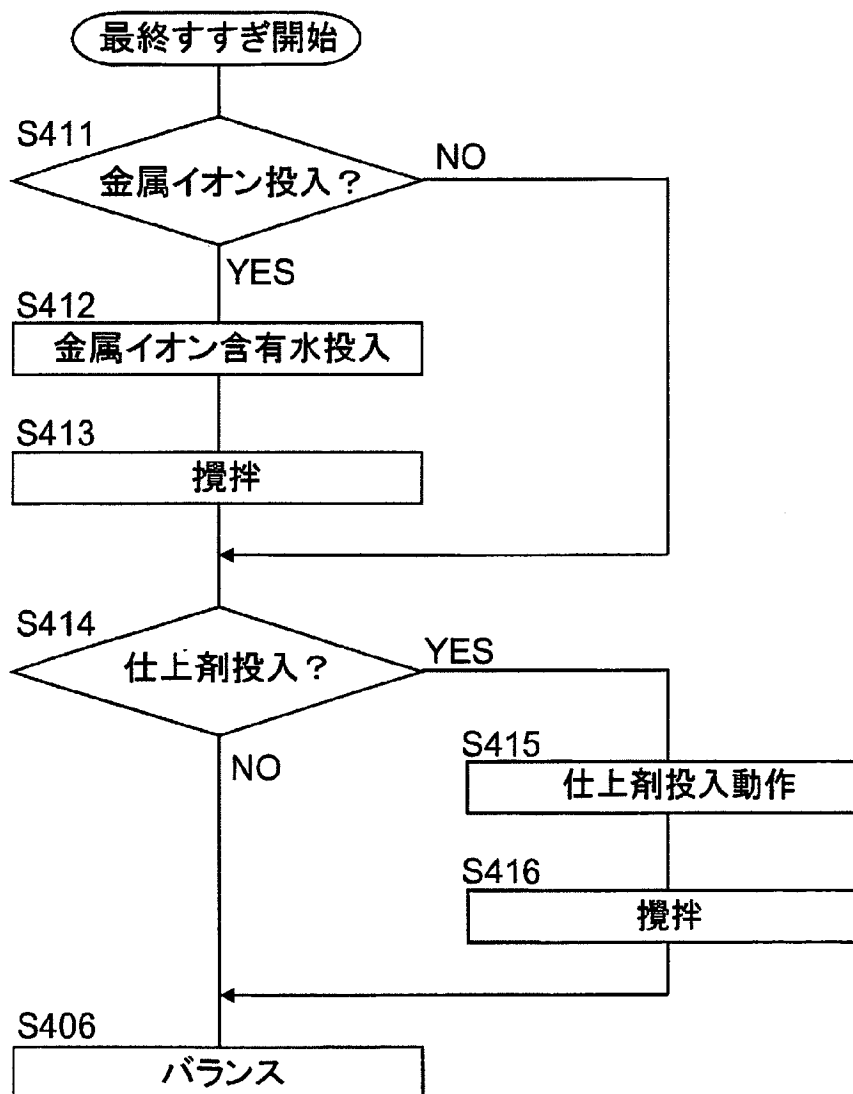 最終すすぎ開始
S411
金属イオン投入?
NO
YES
S412
金属イオン含有水投入
S413
攪拌
S414
仕上剤投入?
YES
NO
S415
仕上剤投入動作
S416
攪拌
S406
バランス